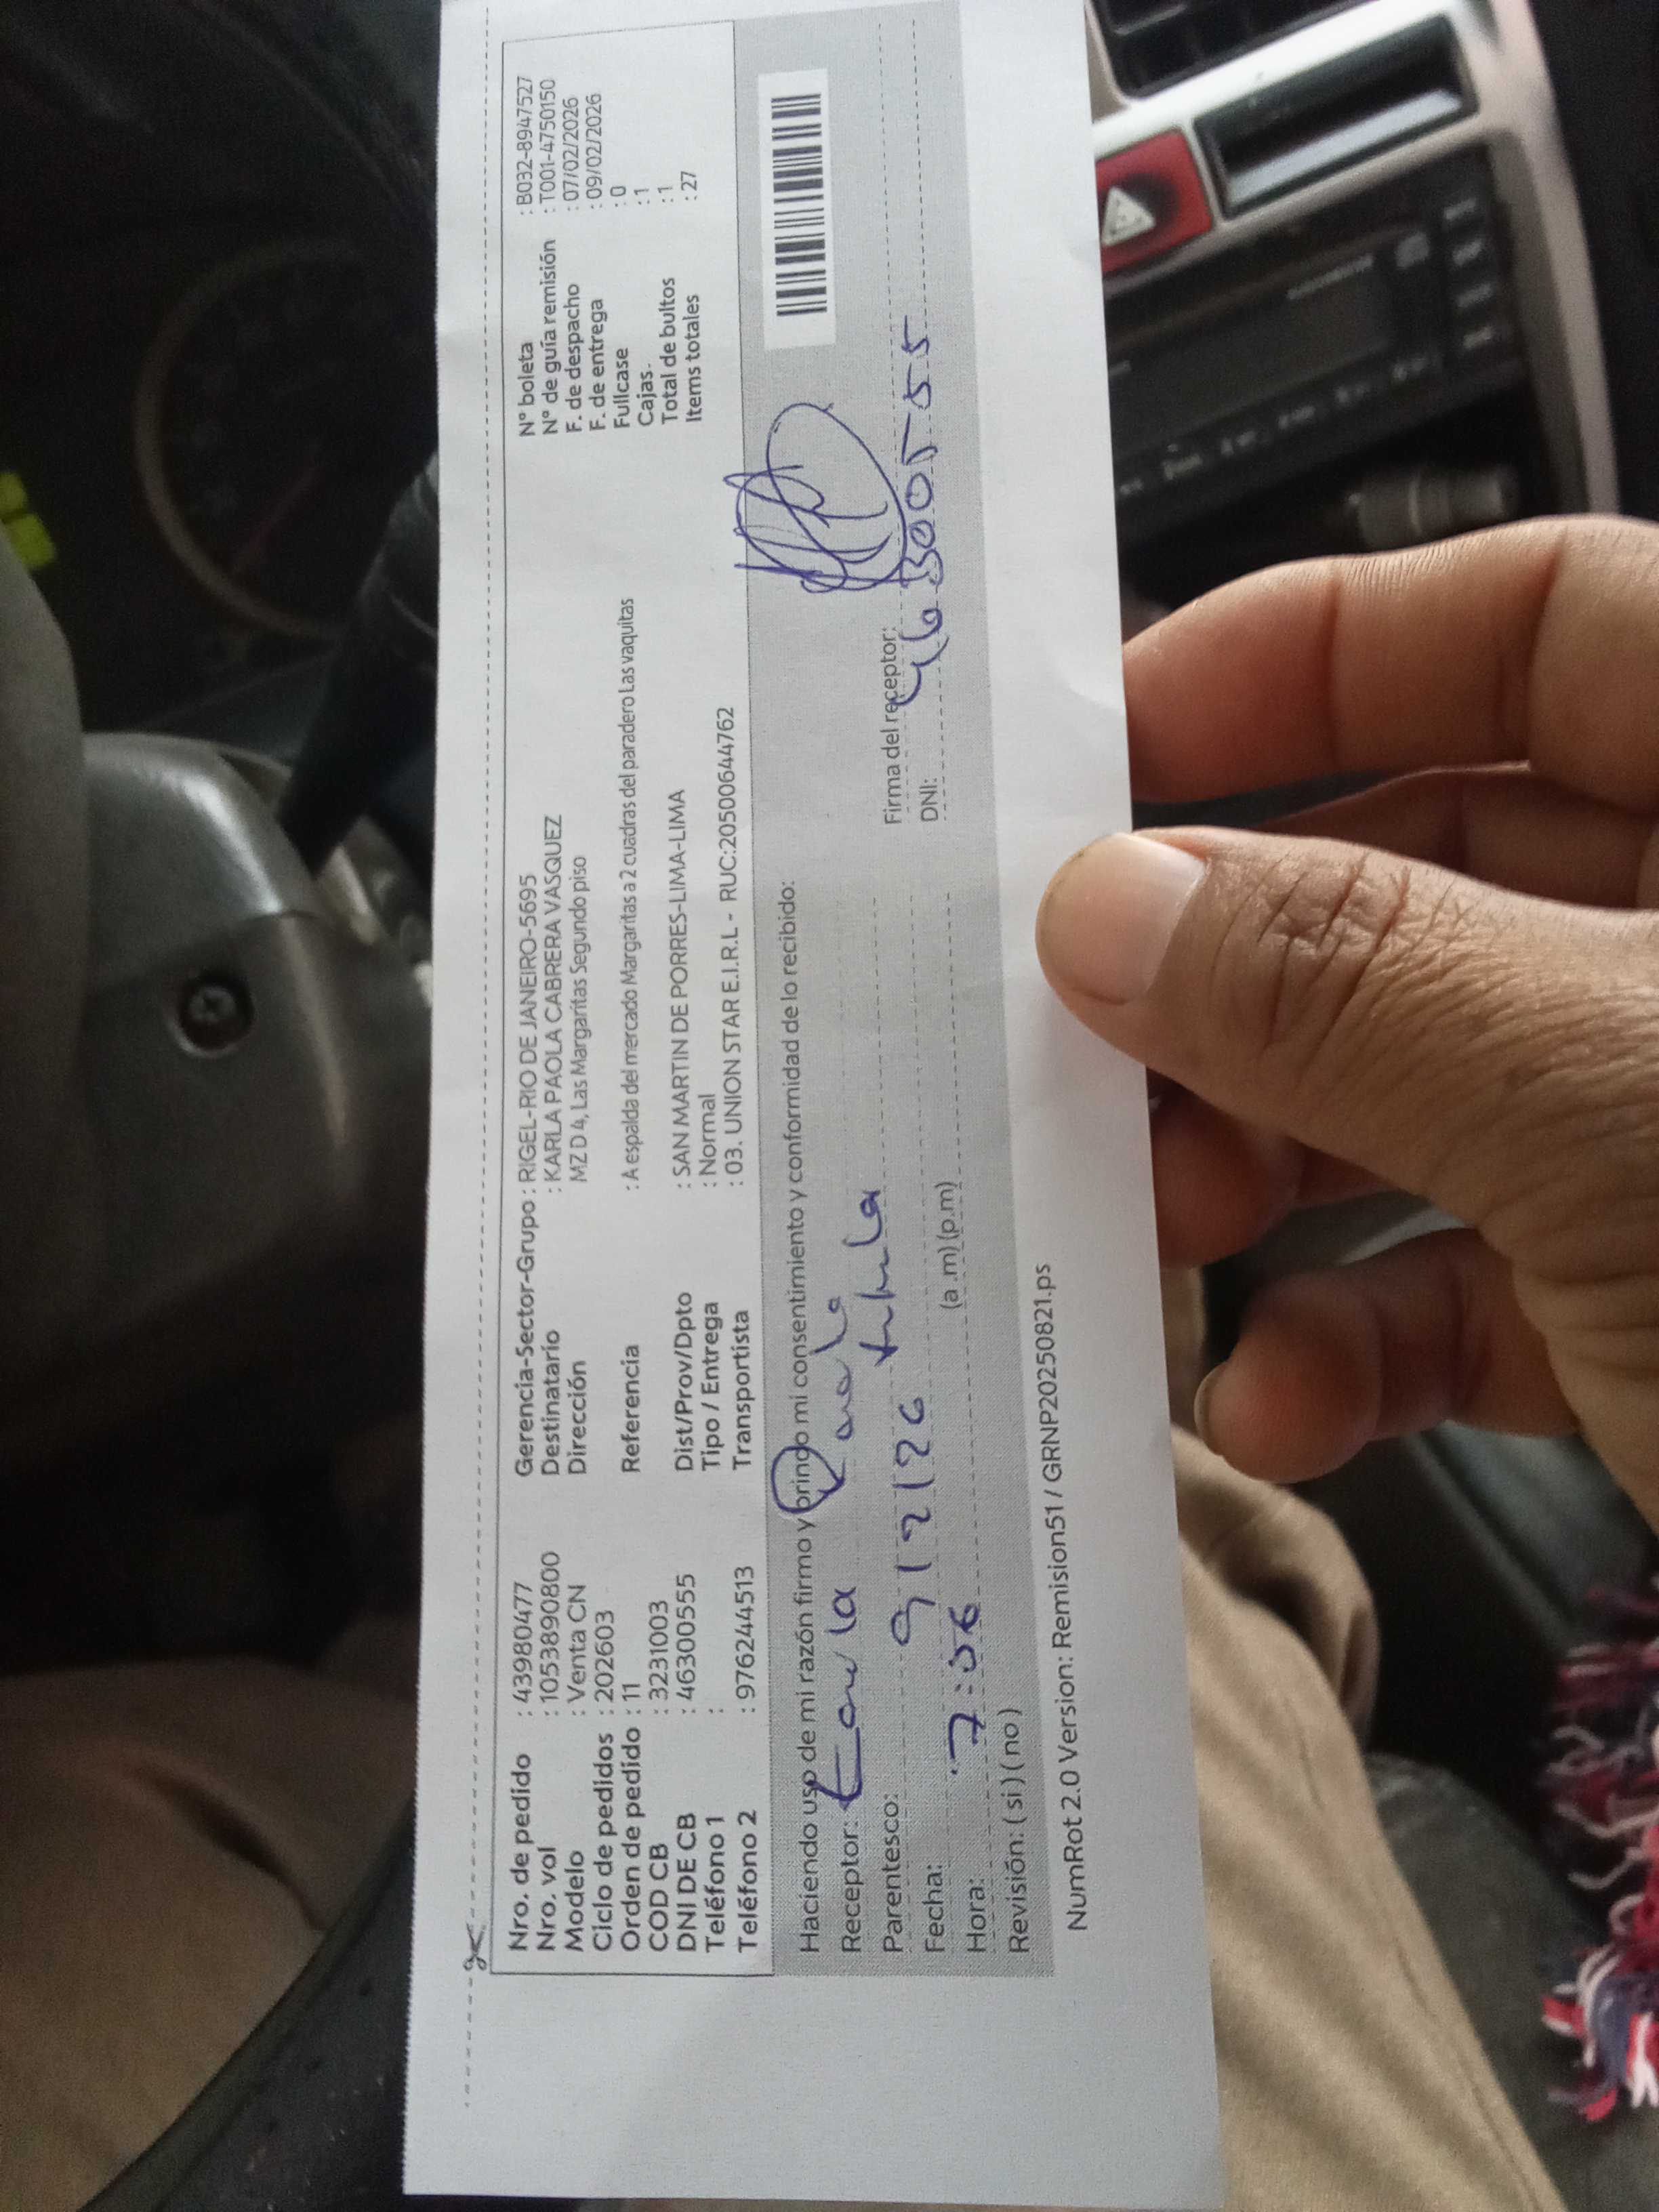 Nro. de pedido : 43980477
Nro. vol : 1053890800
Modelo : Venta CN
Ciclo de pedidos : 202603
Orden de pedido : 11
COD CB : 3231003
DNI DE CB : 46300555
Teléfono 1 :
Teléfono 2 : 976244513
Gerencia-Sector-Grupo : RIGEL-RIO DE JANEIRO-5695
Destinatario : KARLA PAOLA CABRERA VASQUEZ
Dirección MZ D 4, Las Margaritas Segundo piso
Referencia : A espalda del mercado Margaritas a 2 cuadras del paradero Las vaquitas
Dist/Prov/Dpto : SAN MARTIN DE PORRES-LIMA-LIMA
Tipo / Entrega : Normal
Transportista : 03. UNION STAR E.I.R.L - RUC:20500644762
N° boleta : B032-8947527
N° de guía remisión : T001-4750150
F. de despacho : 07/02/2026
F. de entrega : 09/02/2026
Fullcase : 0
Cajas. : 1
Total de bultos : 1
Items totales : 27
Haciendo uso de mi razón firmo y brindo mi consentimiento y conformidad de lo recibido:
Receptor: Karla Paola
Parentesco: titula
Fecha: 9/2/26
Hora: 7:56 (a .m) (p.m)
Revisión: ( si ) ( no )
Firma del receptor:
DNI: 46300555
NumRot 2.0 Version: Remision51 / GRNP20250821.ps